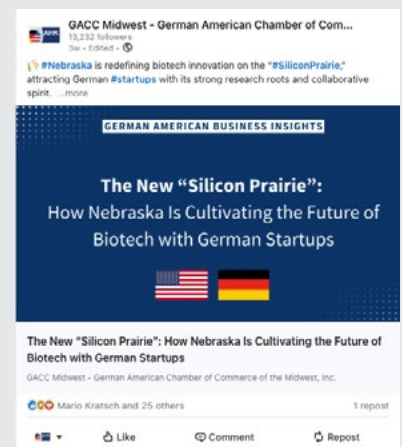 GACC Midwest - German American Chamber of Com...
13,232 followers
3w • Edited •
#Nebraska is redefining biotech innovation on the "#SiliconPrairie,"
attracting German #startups with its strong research roots and collaborative
spirit. ...more
GERMAN AMERICAN BUSINESS INSIGHTS
The New “Silicon Prairie”:
How Nebraska Is Cultivating the Future of
Biotech with German Startups
The New "Silicon Prairie": How Nebraska Is Cultivating the Future of
Biotech with German Startups
GACC Midwest - German American Chamber of Commerce of the Midwest, Inc.
Mario Kratsch and 25 others
1 repost
Like
Comment
Repost